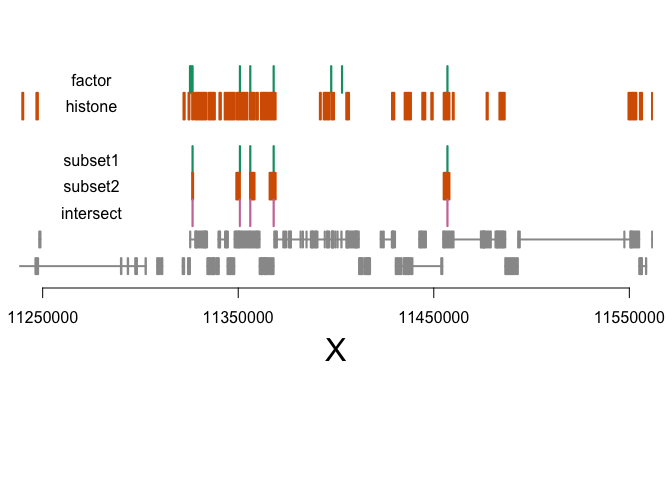 factor
histone
subset1
subset2
intersect
11250000 11350000 11450000 11550000
X